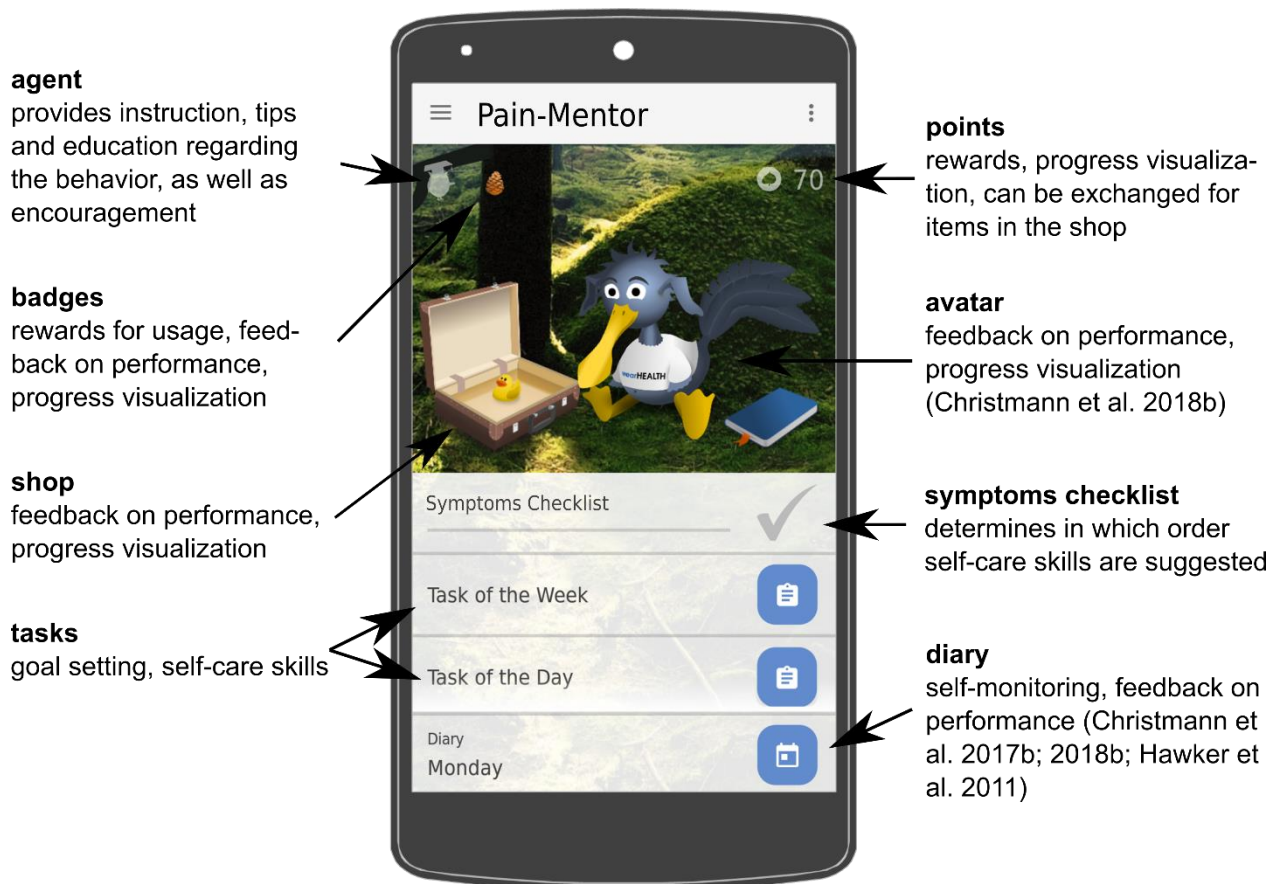 agent
provides instruction, tips
and education regarding
the behavior, as well as
encouragement
badges
rewards for usage, feed-
back on performance,
progress visualization
shop
feedback on performance,
progress visualization
tasks
goal setting, self-care skills
Pain-Mentor
70
HEALTH
Symptoms Checklist
Task of the Week
Task of the Day
Diary
Monday
points
rewards, progress visualiza-
tion, can be exchanged for
items in the shop
avatar
feedback on performance,
progress visualization
(Christmann et al. 2018b)
symptoms checklist
determines in which order
self-care skills are suggested
diary
self-monitoring, feedback on
performance (Christmann et
al. 2017b; 2018b; Hawker et
al. 2011)